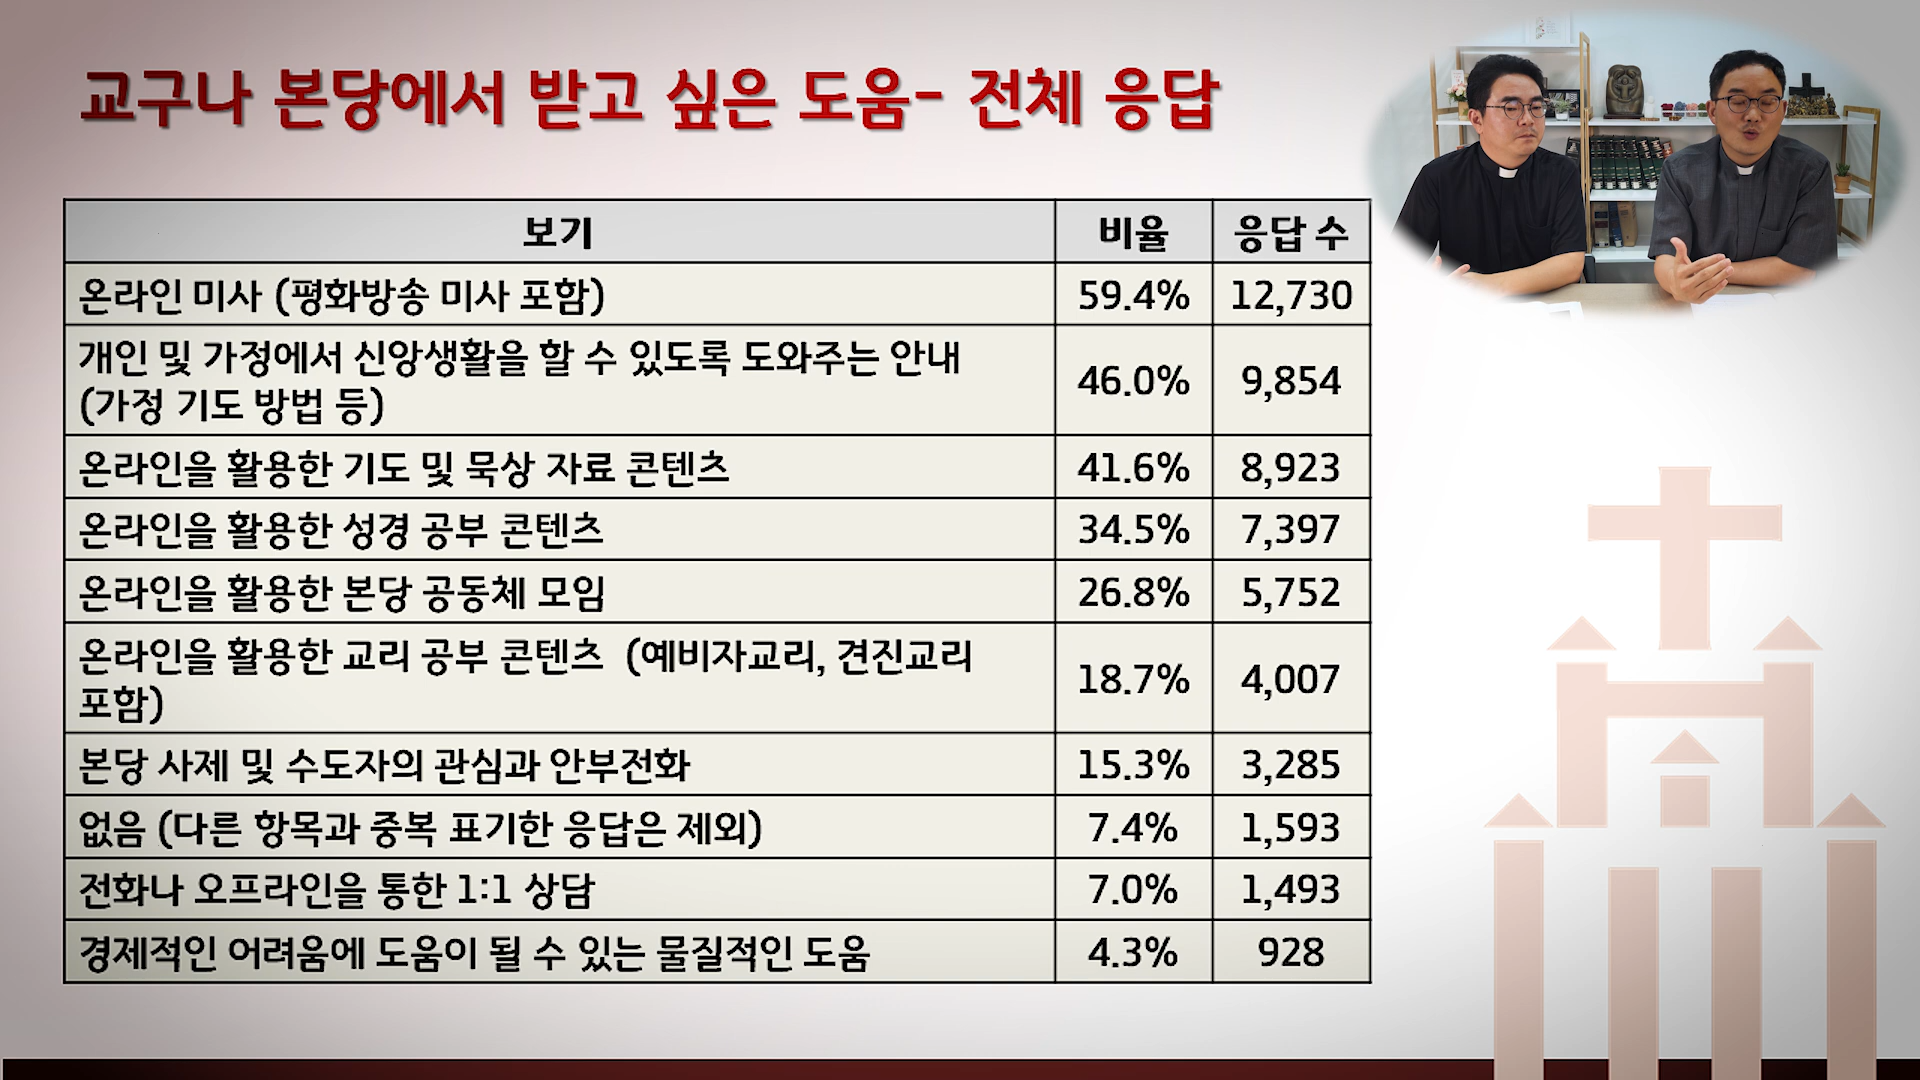 교구나 본당에서 받고 싶은 도움- 전체 응답
보기 비율 응답 수
온라인 미사 (평화방송 미사 포함) 59.4% 12,730
개인 및 가정에서 신앙생활을 할 수 있도록 도와주는 안내
(가정 기도 방법 등) 46.0% 9,854
온라인을 활용한 기도 및 묵상 자료 콘텐츠 41.6% 8,923
온라인을 활용한 성경 공부 콘텐츠 34.5% 7,397
온라인을 활용한 본당 공동체 모임 26.8% 5,752
온라인을 활용한 교리 공부 콘텐츠 (예비자교리, 견진교리
포함) 18.7% 4,007
본당 사제 및 수도자의 관심과 안부전화 15.3% 3,285
없음 (다른 항목과 중복 표기한 응답은 제외) 7.4% 1,593
전화나 오프라인을 통한 1:1 상담 7.0% 1,493
경제적인 어려움에 도움이 될 수 있는 물질적인 도움 4.3% 928